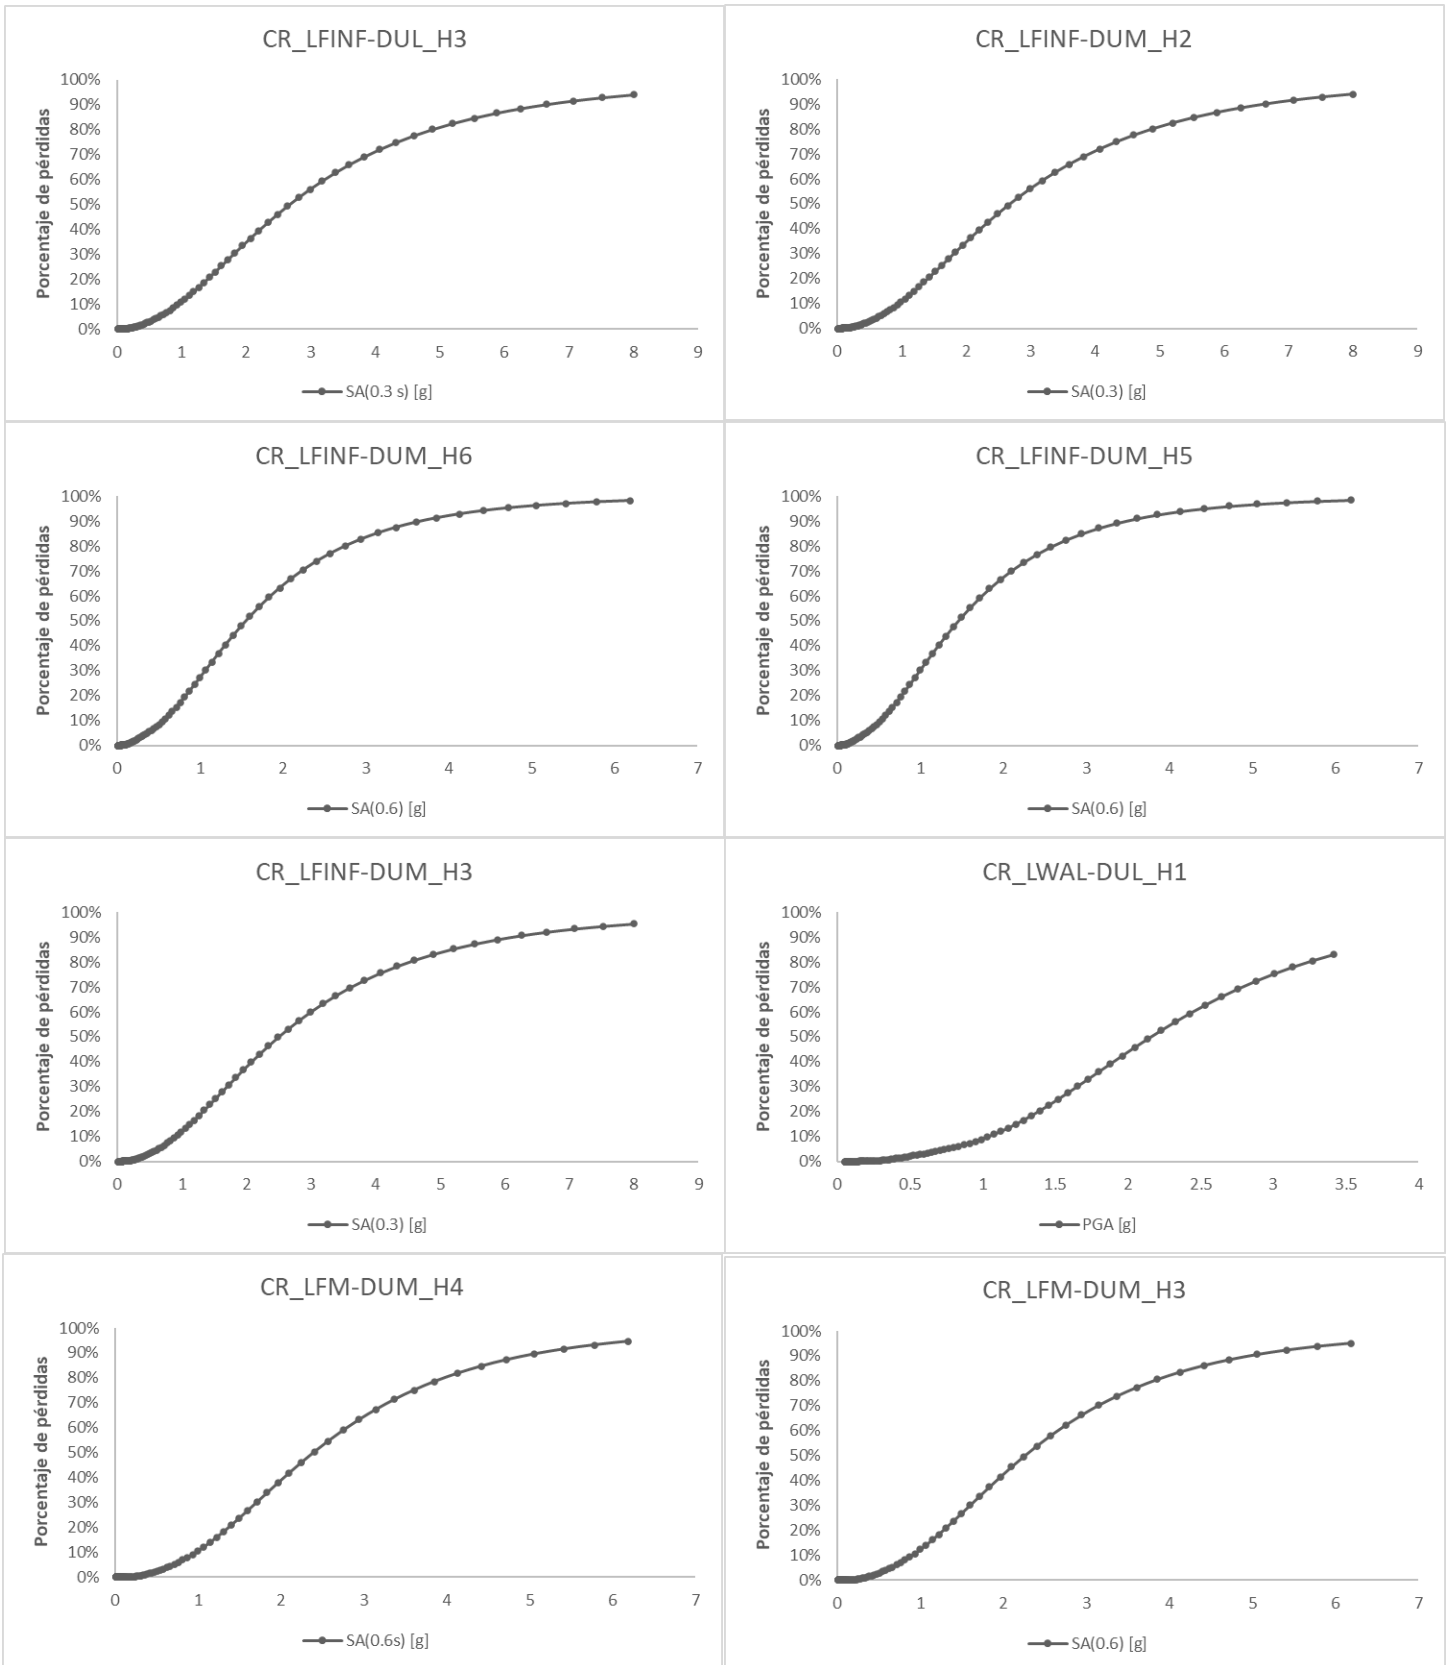 CR_LFINF-DUL_H3
Porcentaje de pérdidas
100%
90%
80%
70%
60%
50%
40%
30%
20%
10%
0%
0 1 2 3 4 5 6 7 8 9
SA(0.3 s) [g]
CR_LFINF-DUM_H2
Porcentaje de pérdidas
100%
90%
80%
70%
60%
50%
40%
30%
20%
10%
0%
0 1 2 3 4 5 6 7 8 9
SA(0.3) [g]
CR_LFINF-DUM_H6
Porcentaje de pérdidas
100%
90%
80%
70%
60%
50%
40%
30%
20%
10%
0%
0 1 2 3 4 5 6 7
SA(0.6) [g]
CR_LFINF-DUM_H5
Porcentaje de pérdidas
100%
90%
80%
70%
60%
50%
40%
30%
20%
10%
0%
0 1 2 3 4 5 6 7
SA(0.6) [g]
CR_LFINF-DUM_H3
Porcentaje de pérdidas
100%
90%
80%
70%
60%
50%
40%
30%
20%
10%
0%
0 1 2 3 4 5 6 7 8 9
SA(0.3) [g]
CR_LWAL-DUL_H1
Porcentaje de pérdidas
100%
90%
80%
70%
60%
50%
40%
30%
20%
10%
0%
0 0.5 1 1.5 2 2.5 3 3.5 4
PGA [g]
CR_LFM-DUM_H4
Porcentaje de pérdidas
100%
90%
80%
70%
60%
50%
40%
30%
20%
10%
0%
0 1 2 3 4 5 6 7
SA(0.6s) [g]
CR_LFM-DUM_H3
Porcentaje de pérdidas
100%
90%
80%
70%
60%
50%
40%
30%
20%
10%
0%
0 1 2 3 4 5 6 7
SA(0.6) [g]